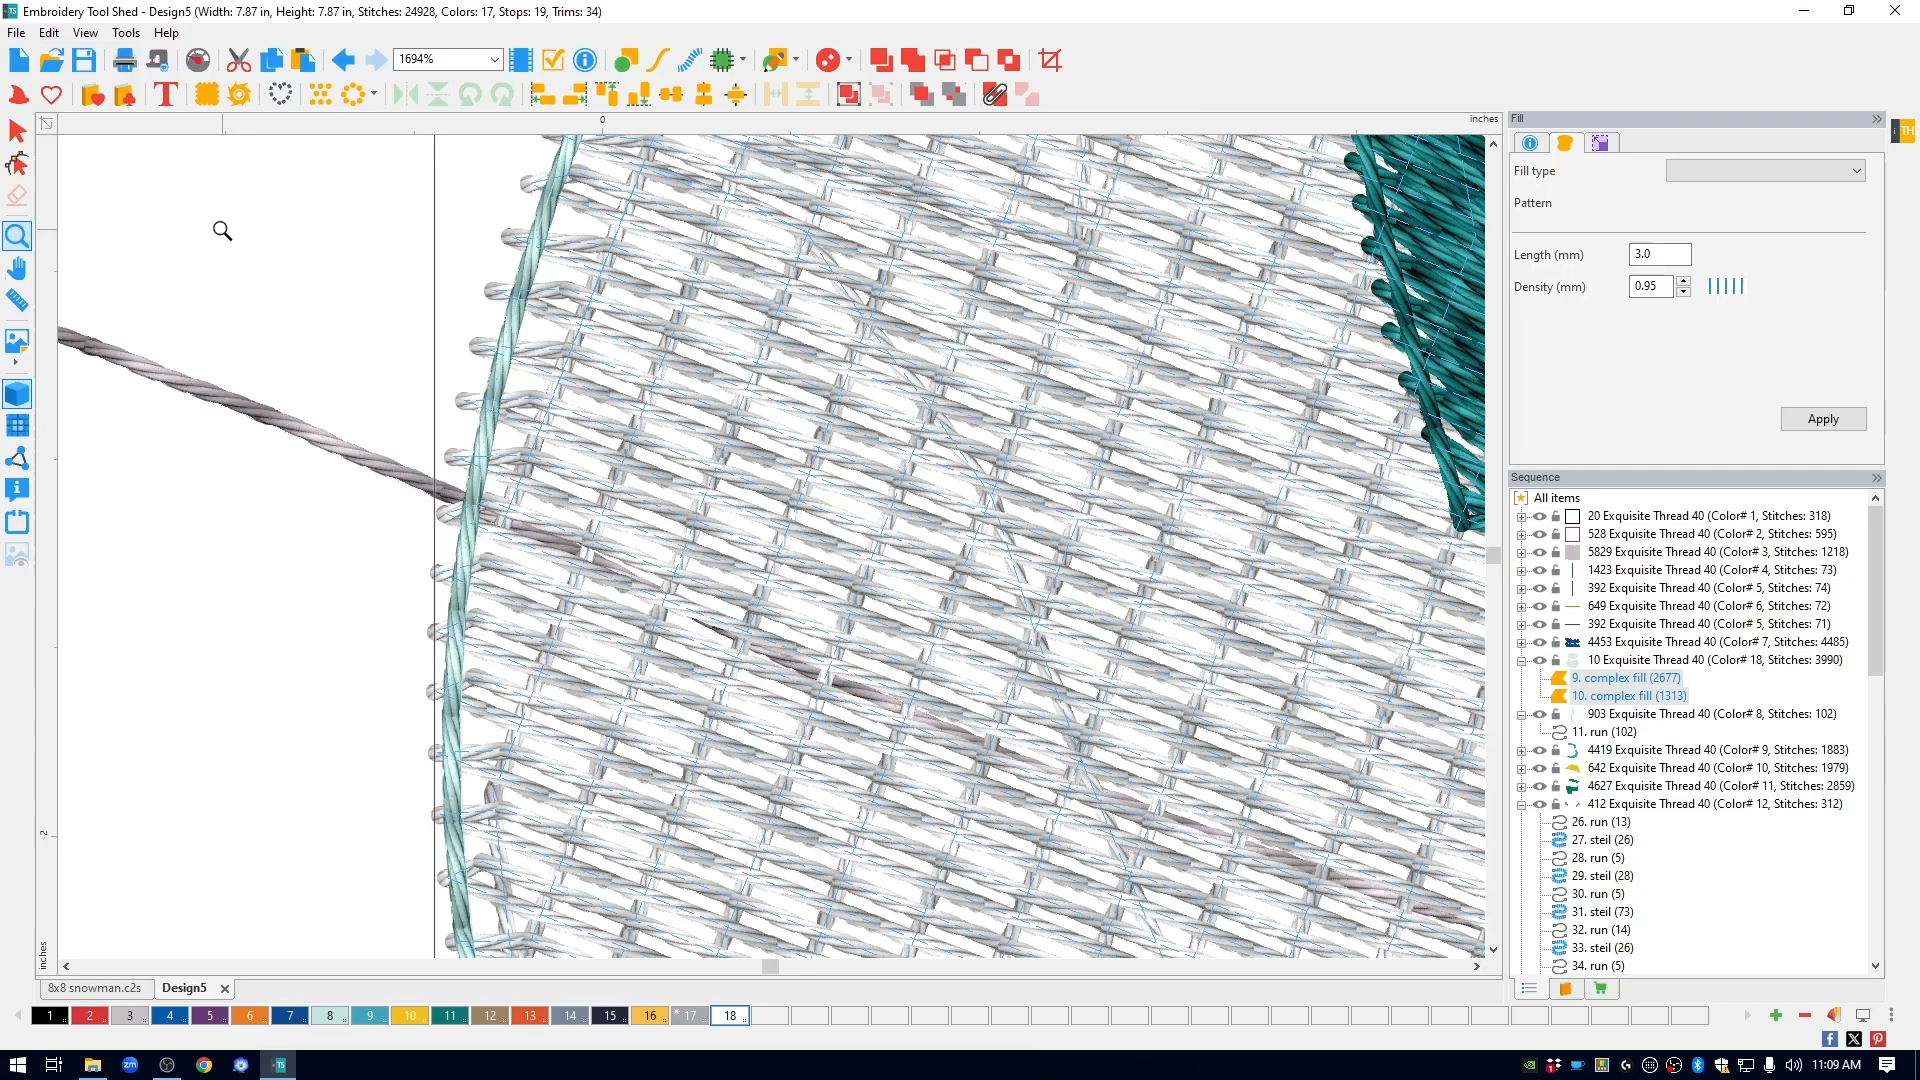 Embroidery Tool Shed - Design5 (Width: 7.87 in, Height: 7.87 in, Stitches: 24928, Colors: 17, Stops: 19, Trims: 34)
File Edit View Tools Help
1694%
0
inches
Fill
TH
Fill type
Pattern
Length (mm) 3.0
Density (mm) 0.95
Apply
Sequence
All items
20 Exquisite Thread 40 (Color# 1, Stitches: 318)
528 Exquisite Thread 40 (Color# 2, Stitches: 595)
5829 Exquisite Thread 40 (Color# 3, Stitches: 1218)
1423 Exquisite Thread 40 (Color# 4, Stitches: 73)
392 Exquisite Thread 40 (Color# 5, Stitches: 74)
649 Exquisite Thread 40 (Color# 6, Stitches: 72)
392 Exquisite Thread 40 (Color# 5, Stitches: 71)
4453 Exquisite Thread 40 (Color# 7, Stitches: 4485)
10 Exquisite Thread 40 (Color# 18, Stitches: 3990)
9. complex fill (2677)
10. complex fill (1313)
903 Exquisite Thread 40 (Color# 8, Stitches: 102)
11. run (102)
4419 Exquisite Thread 40 (Color# 9, Stitches: 1883)
642 Exquisite Thread 40 (Color# 10, Stitches: 1979)
4627 Exquisite Thread 40 (Color# 11, Stitches: 2859)
412 Exquisite Thread 40 (Color# 12, Stitches: 312)
26. run (13)
27. steil (26)
28. run (5)
29. steil (28)
30. run (5)
31. steil (73)
32. run (14)
33. steil (26)
34. run (5)
-2
inches
8x8 snowman.c2s Design5
1 2 3 4 5 6 7 8 9 10 11 12 13 14 15 16 * 17 18
zm TS 11:09 AM